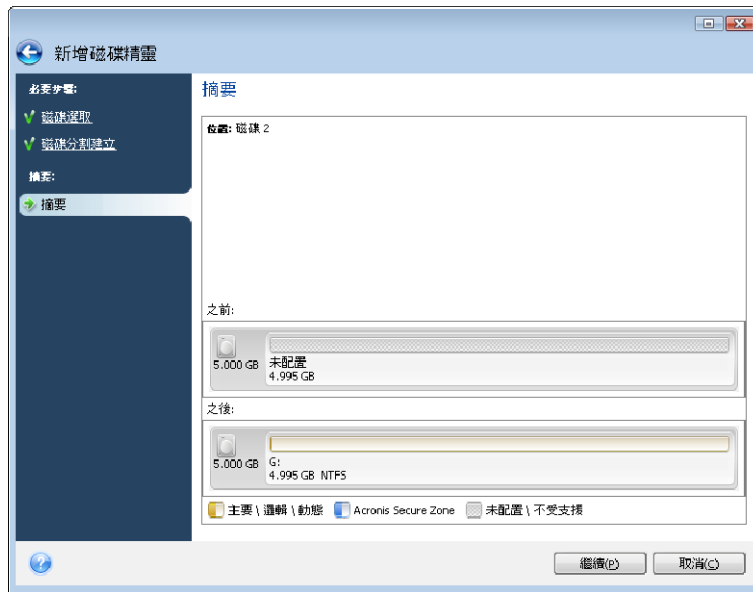 新增磁碟精靈
必要步驟:
磁碟選取
磁碟分割建立
摘要:
摘要
摘要
位置: 磁碟 2
之前:
5.000 GB
未配置
4.995 GB
之後:
5.000 GB
G:
4.995 GB NTFS
主要 \ 邏輯 \ 動態 Acronis Secure Zone 未配置 \ 不受支援
?
繼續(P) 取消(C)